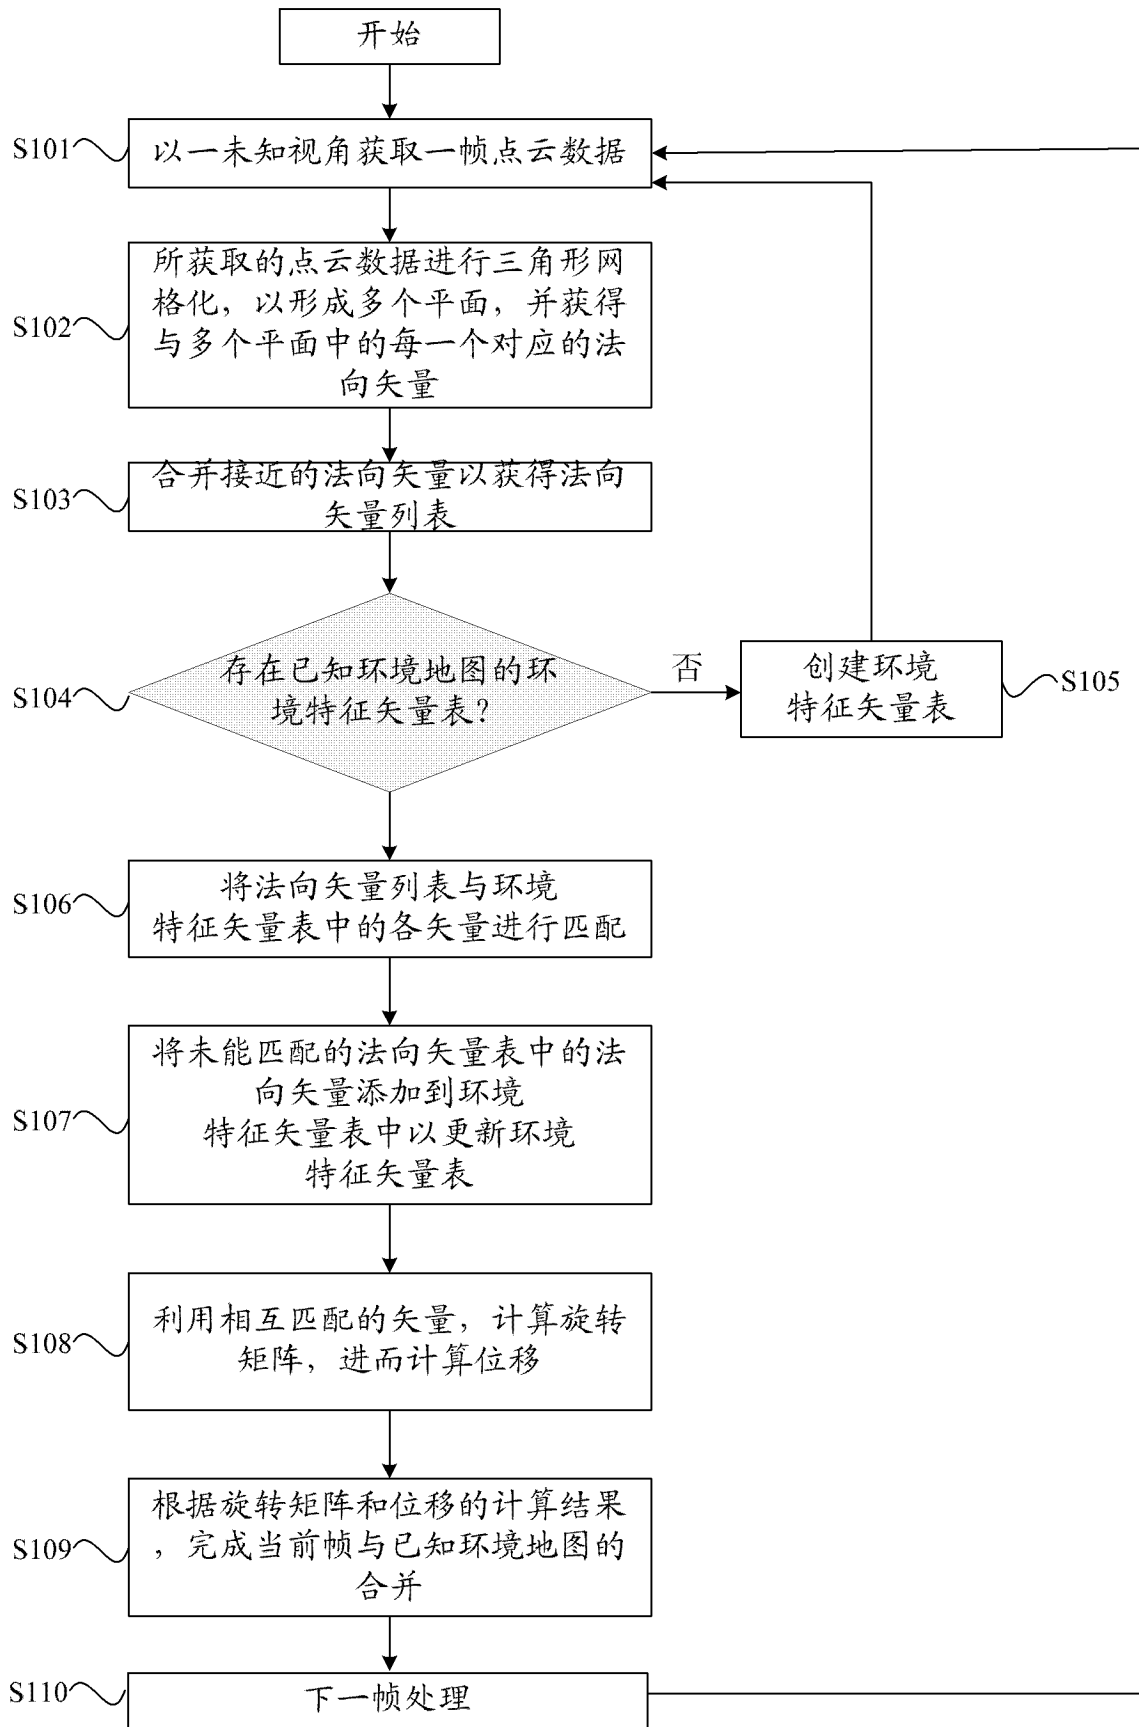 开始
S101
以一未知视角获取一帧点云数据
S102
所获取的点云数据进行三角形网
格化，以形成多个平面，并获得
与多个平面中的每一个对应的法
向矢量
S103
合并接近的法向矢量以获得法向
矢量列表
S104
存在已知环境地图的环
境特征矢量表？
否
创建环境
特征矢量表
S105
S106
将法向矢量列表与环境
特征矢量表中的各矢量进行匹配
S107
将未能匹配的法向矢量表中的法
向矢量添加到环境
特征矢量表中以更新环境
特征矢量表
S108
利用相互匹配的矢量，计算旋转
矩阵，进而计算位移
S109
根据旋转矩阵和位移的计算结果
，完成当前帧与已知环境地图的
合并
S110
下一帧处理